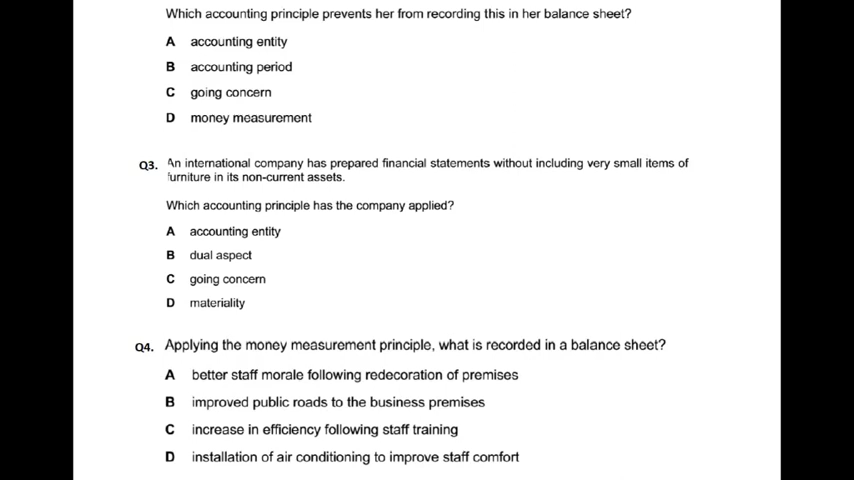 Which accounting principle prevents her from recording this in her balance sheet?
A accounting entity
B accounting period
C going concern
D money measurement
Q3. An international company has prepared financial statements without including very small items of
furniture in its non-current assets.
Which accounting principle has the company applied?
A accounting entity
B dual aspect
C going concern
D materiality
Q4. Applying the money measurement principle, what is recorded in a balance sheet?
A better staff morale following redecoration of premises
B improved public roads to the business premises
C increase in efficiency following staff training
D installation of air conditioning to improve staff comfort